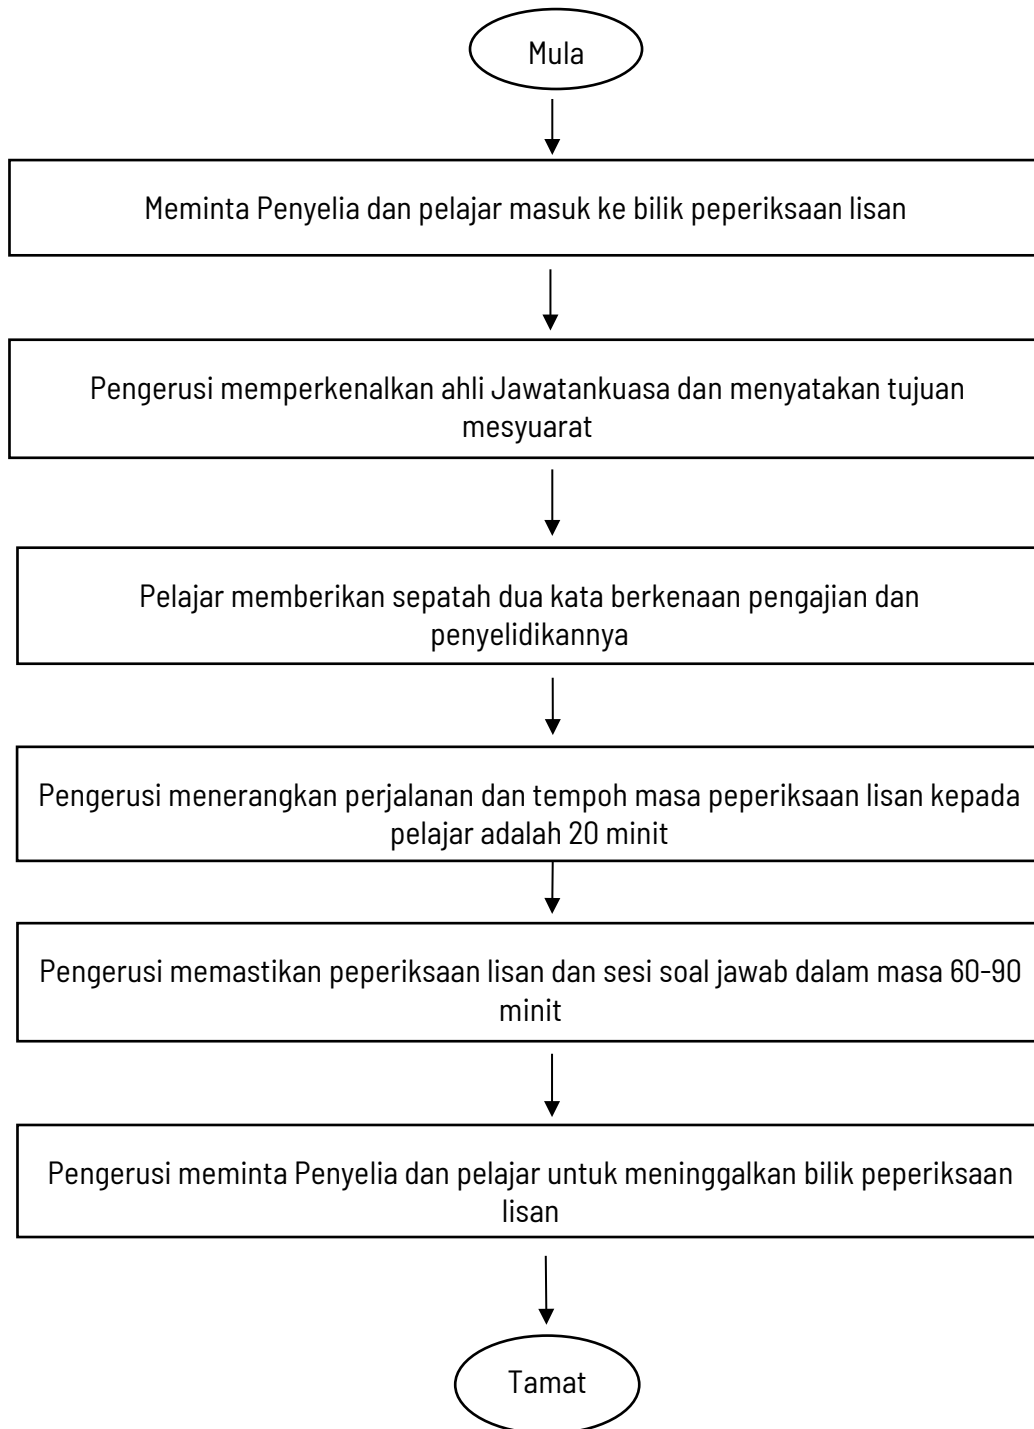 Mula
Meminta Penyelia dan pelajar masuk ke bilik peperiksaan lisan
Pengerusi memperkenalkan ahli Jawatankuasa dan menyatakan tujuan
mesyuarat
Pelajar memberikan sepatah dua kata berkenaan pengajian dan
penyelidikannya
Pengerusi menerangkan perjalanan dan tempoh masa peperiksaan lisan kepada
pelajar adalah 20 minit
Pengerusi memastikan peperiksaan lisan dan sesi soal jawab dalam masa 60-90
minit
Pengerusi meminta Penyelia dan pelajar untuk meninggalkan bilik peperiksaan
lisan
Tamat